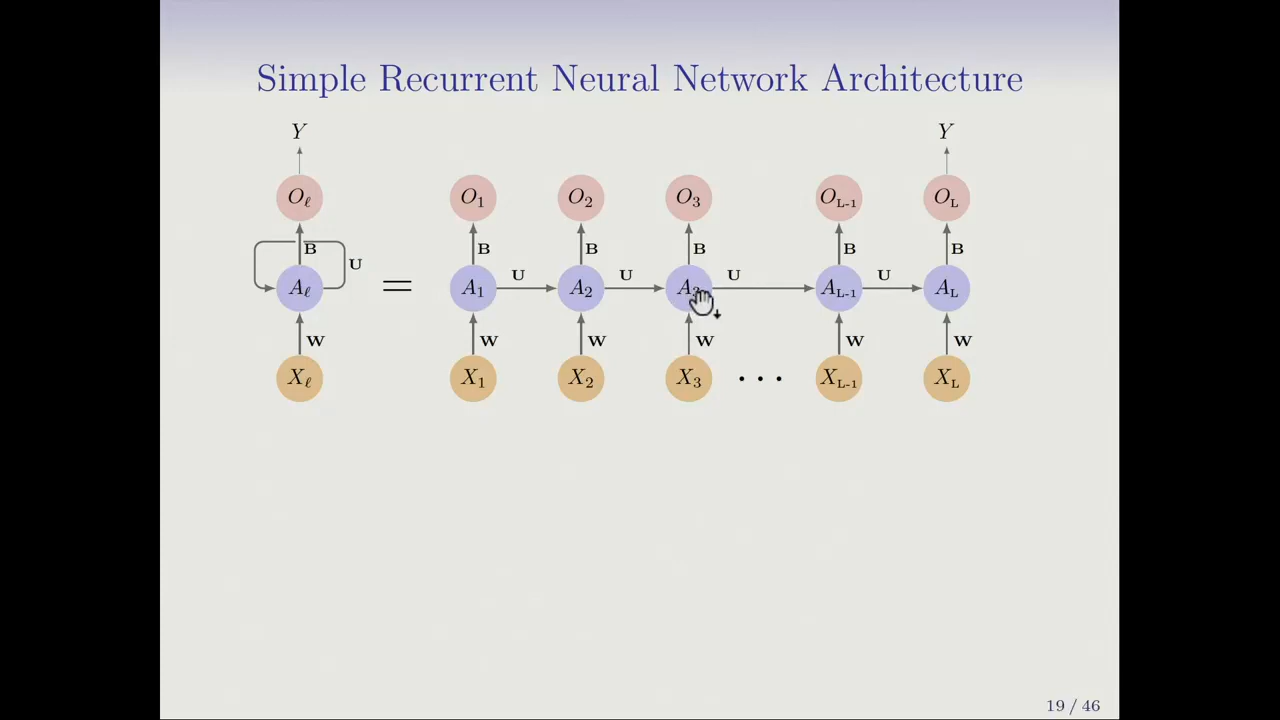 Simple Recurrent Neural Network Architecture
Y Y
Oℓ O1 O2 O3 OL-1 OL
B B B B B B
U U U U U
Aℓ = A1 A2 AL-1 AL
W W W W W W
Xℓ X1 X2 X3 ... XL-1 XL
19 / 46